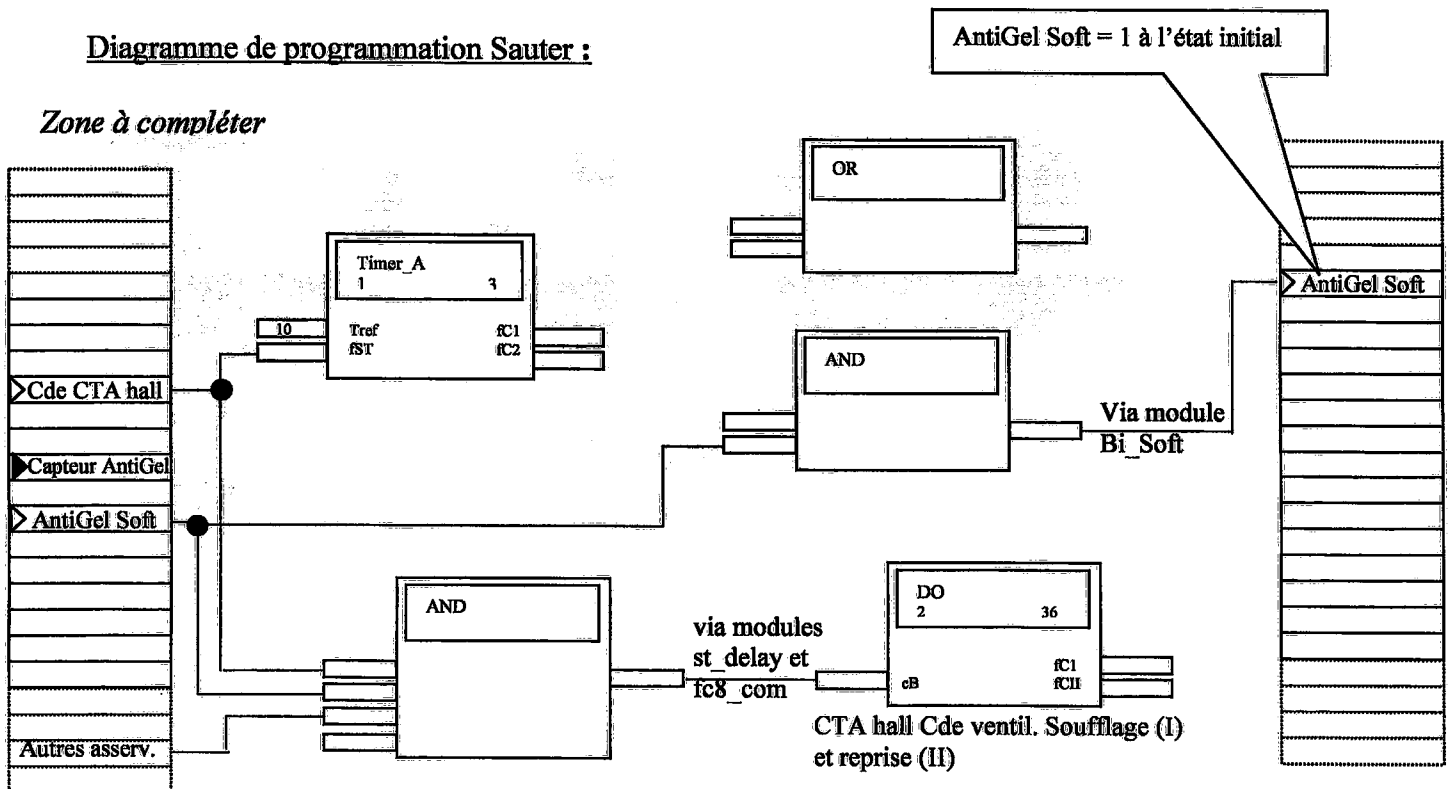 Diagramme de programmation Sauter :
AntiGel Soft = 1 à l'état initial
Zone à compléter
OR
Timer_A
1 3
10 Tref fC1
fST fC2
AntiGel Soft
AND
Cde CTA hall
Via module
Bi_Soft
Capteur AntiGel
AntiGel Soft
AND
DO
2 36
via modules
st_delay et
fc8_com
fC1
cB fCII
CTA hall Cde ventil. Soufflage (I)
et reprise (II)
Autres asserv.